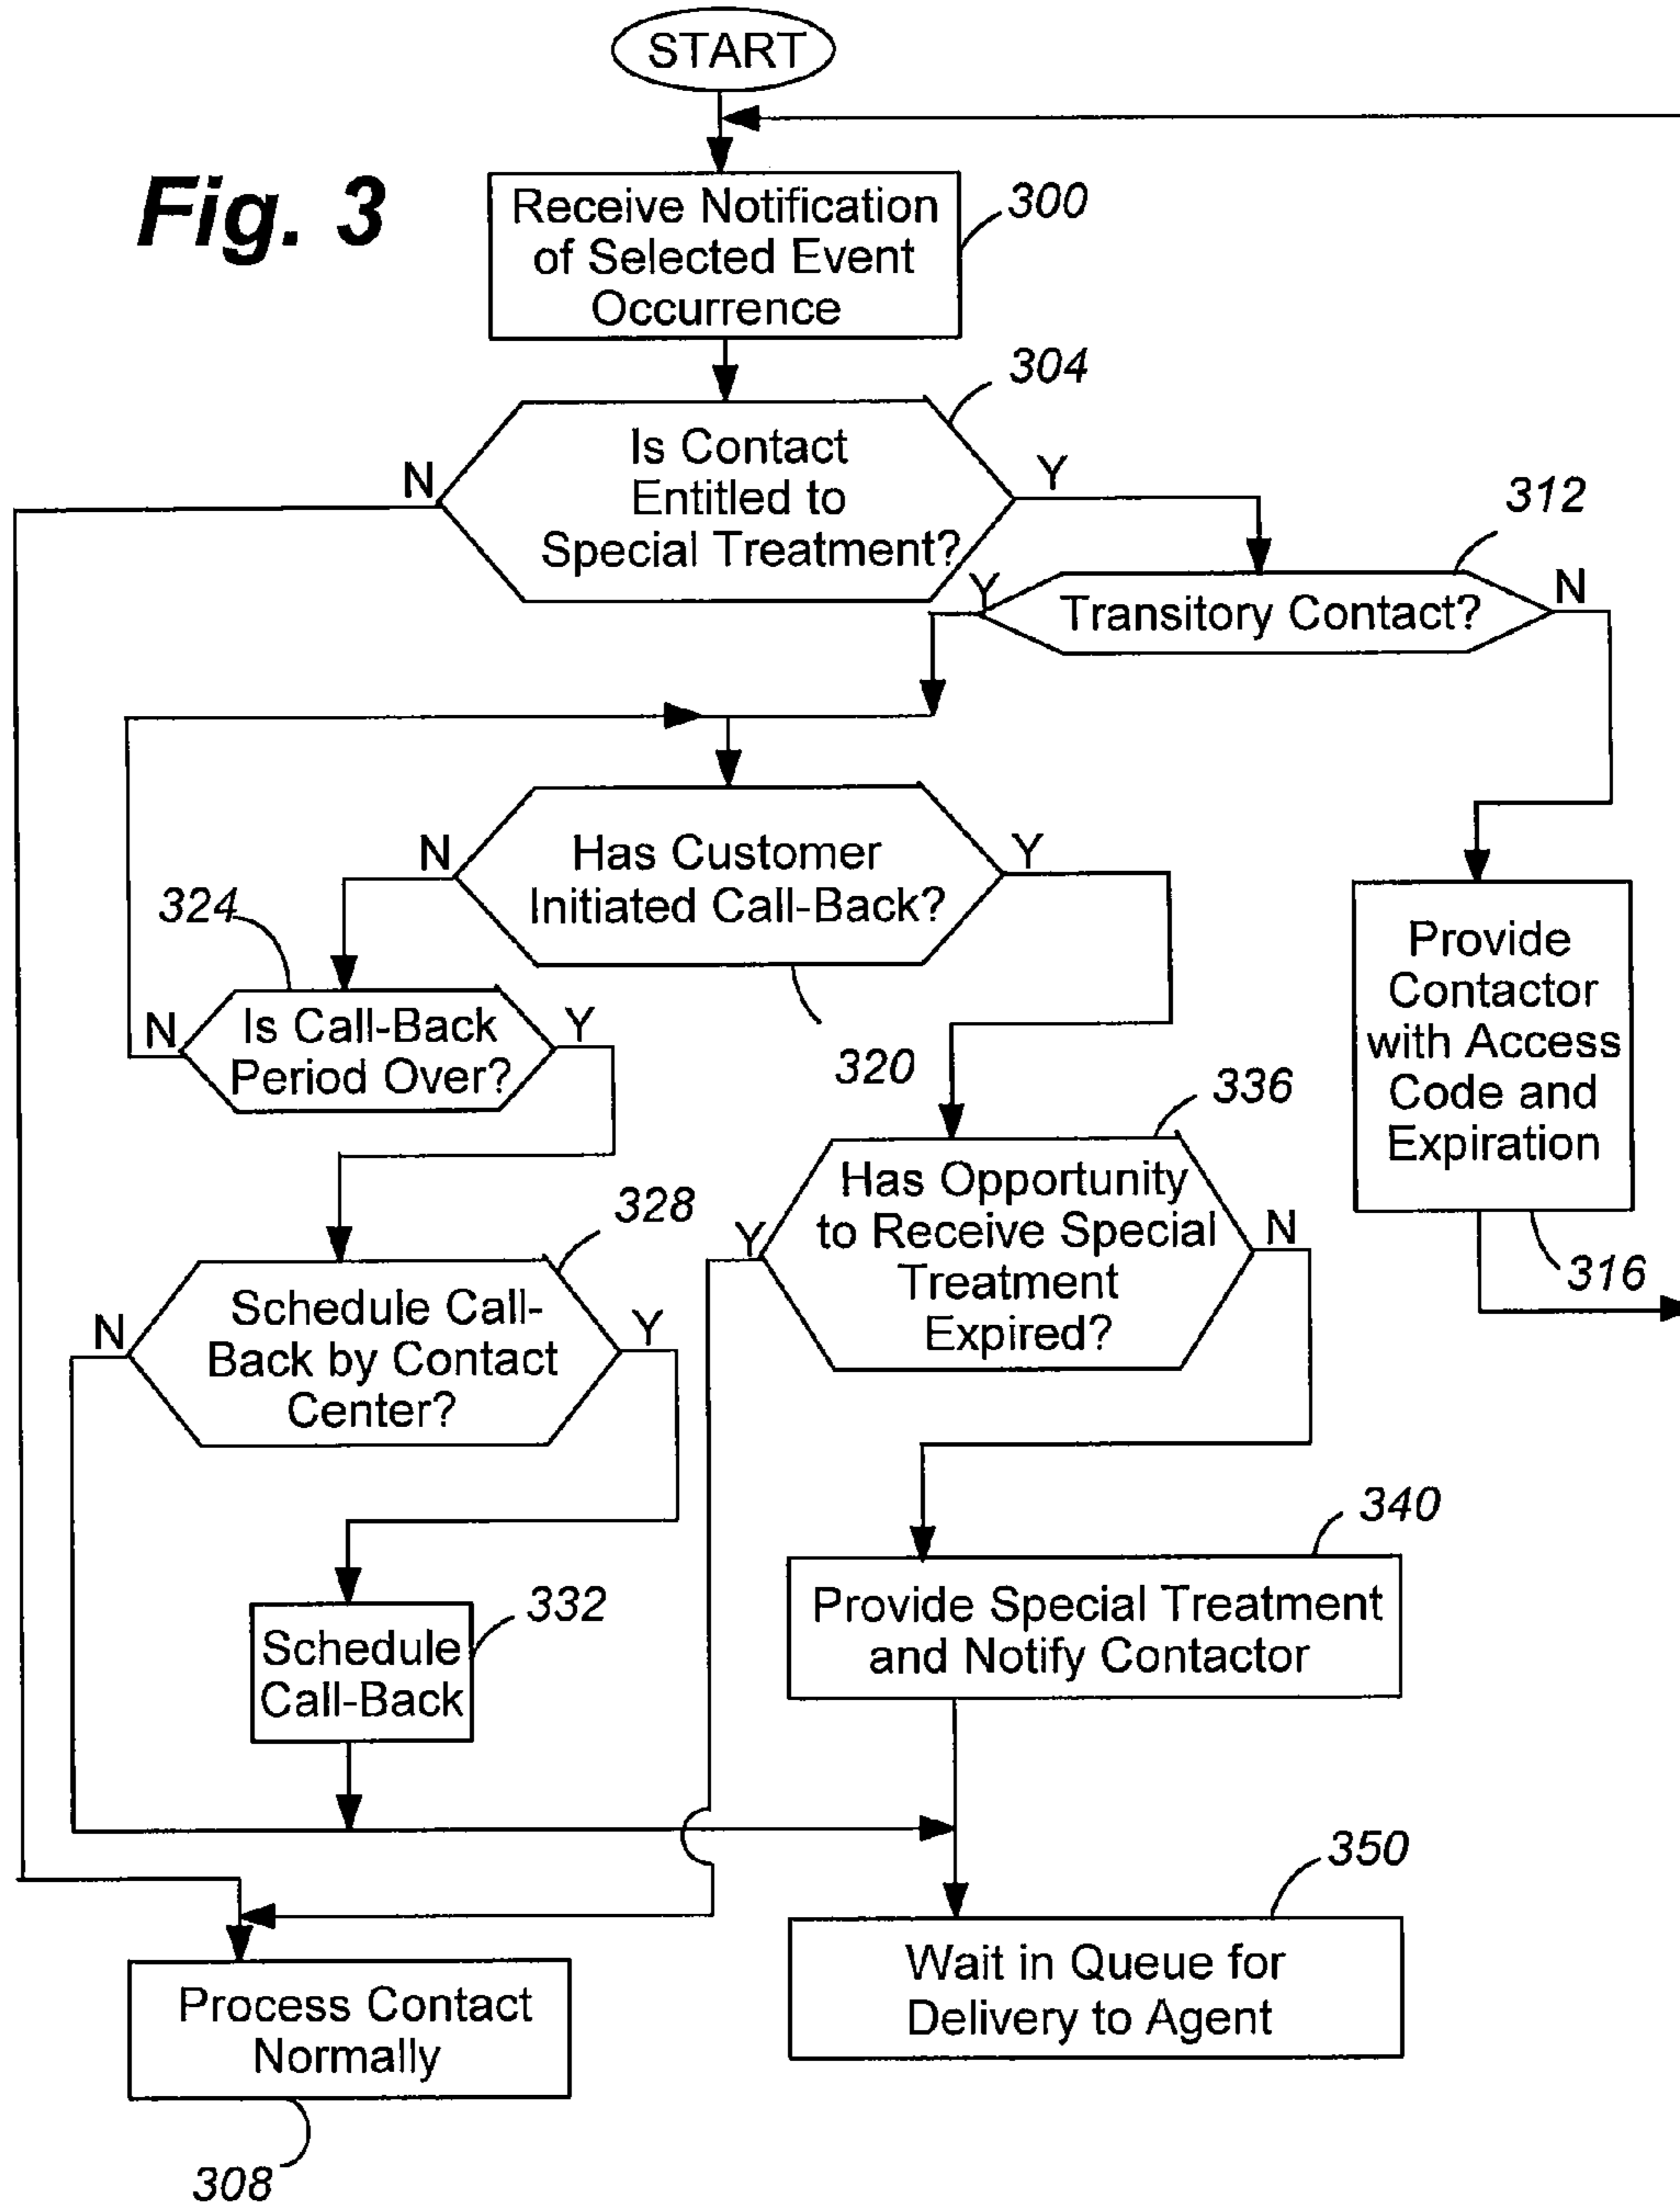 START
Fig. 3
Receive Notification
of Selected Event
Occurrence
300
304
Is Contact
Entitled to
Special Treatment?
N
Y
312
Transitory Contact?
Y
N
Has Customer
Initiated Call-Back?
N
Y
320
324
Is Call-Back
Period Over?
N
Y
Provide
Contactor
with Access
Code and
Expiration
316
336
Has Opportunity
to Receive Special
Treatment
Expired?
Y
N
328
Schedule Call-
Back by Contact
Center?
N
Y
332
Schedule
Call-Back
340
Provide Special Treatment
and Notify Contactor
350
Wait in Queue for
Delivery to Agent
Process Contact
Normally
308